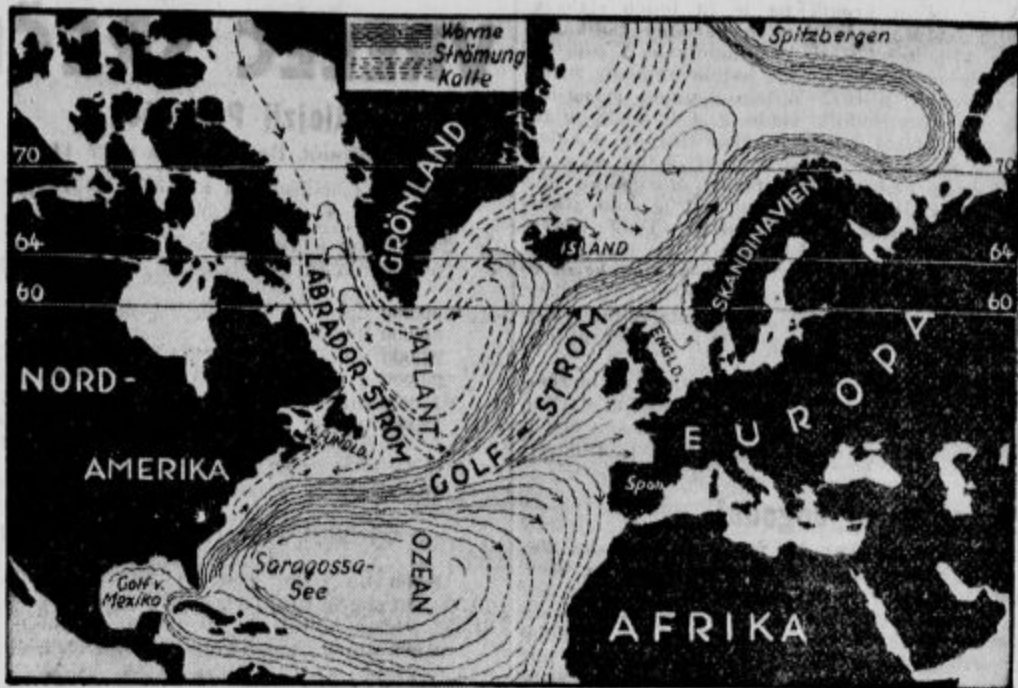 Warme
Strömung
Kalte
Spitzbergen
70
70
GRÖNLAND
ISLAND
SKANDINAVIEN
64
64
60
60
LABRADOR-STROM
ATLANT.
GOLF STROM
ENGLD.
NORD-
AMERIKA
EUROPA
Span.
OZEAN
Saragossa-
See
Golf v.
Mexiko
AFRIKA